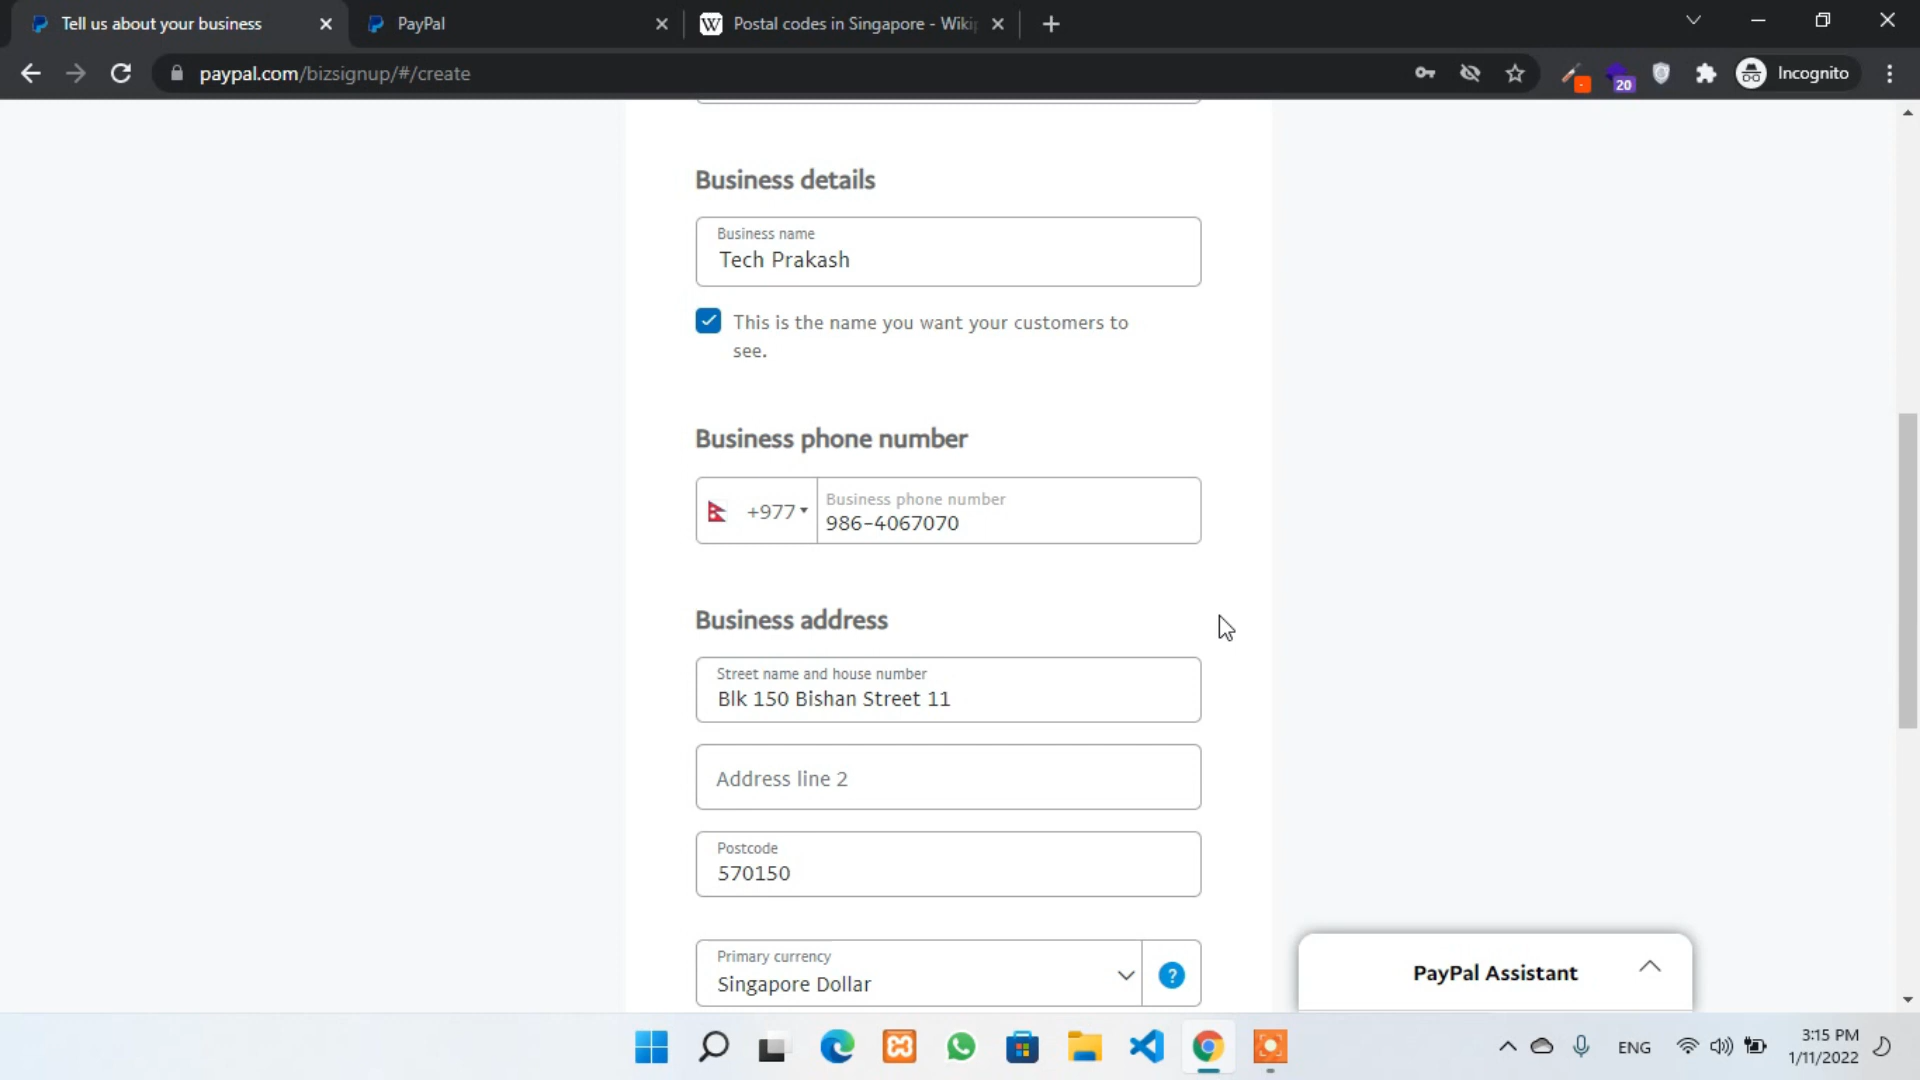 Tell us about your business
PayPal
Postal codes in Singapore - Wiki
paypal.com/bizsignup/#/create
20
Incognito
Business details
Business name
Tech Prakash
This is the name you want your customers to
see.
Business phone number
+977
Business phone number
986-4067070
Business address
Street name and house number
Blk 150 Bishan Street 11
Address line 2
Postcode
570150
Primary currency
Singapore Dollar
?
PayPal Assistant
ENG
3:15 PM
1/11/2022